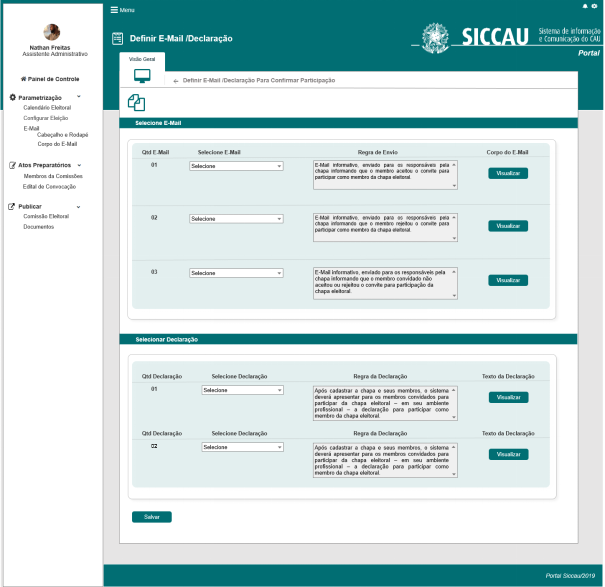 Menu
Nathan Freitas
Assistente Administrativo
Definir E-Mail /Declaração
SICCAU
Sistema de informação
e Comunicação do CAU
Portal
Visão Geral
← Definir E-Mail /Declaração Para Confirmar Participação
Painel de Controle
Parametrização
Calendário Eleitoral
Configurar Eleição
E-Mail
Cabeçalho e Rodapé
Corpo do E-Mail
Atos Preparatórios
Membros da Comissões
Edital de Convocação
Publicar
Comissão Eleitoral
Documentos
Selecione E-Mail
Qtd E.Mail Selecione E.Mail Regra de Envio Corpo do E.Mail
01 Selecione
E-Mail informativo, enviado para os responsáveis pela
chapa informando que o membro aceitou o convite para
participar como membro da chapa eleitoral.
Visualizar
02 Selecione
E-Mail informativo, enviado para os responsáveis pela
chapa informando que o membro rejeitou o convite para
participar como membro da chapa eleitoral.
Visualizar
03 Selecione
E-Mail informativo, enviado para os responsáveis pela
chapa informando que o membro convidado não
aceitou ou rejeitou o convite para participação da
chapa eleitoral.
Visualizar
Selecionar Declaração
Qtd Declaração Selecione Declaração Regra da Declaração Texto da Declaração
01 Selecione
Após cadastrar a chapa e seus membros, o sistema
deverá apresentar para os membros convidados para
participar da chapa eleitoral – em seu ambiente
profissional – a declaração para participar como
membro da chapa eleitoral.
Visualizar
Qtd Declaração Selecione Declaração Regra da Declaração Texto da Declaração
02 Selecione
Após cadastrar a chapa e seus membros, o sistema
deverá apresentar para os membros convidados para
participar da chapa eleitoral – em seu ambiente
profissional – a declaração para participar como
membro da chapa eleitoral.
Visualizar
Salvar
Portal Siccau/2019